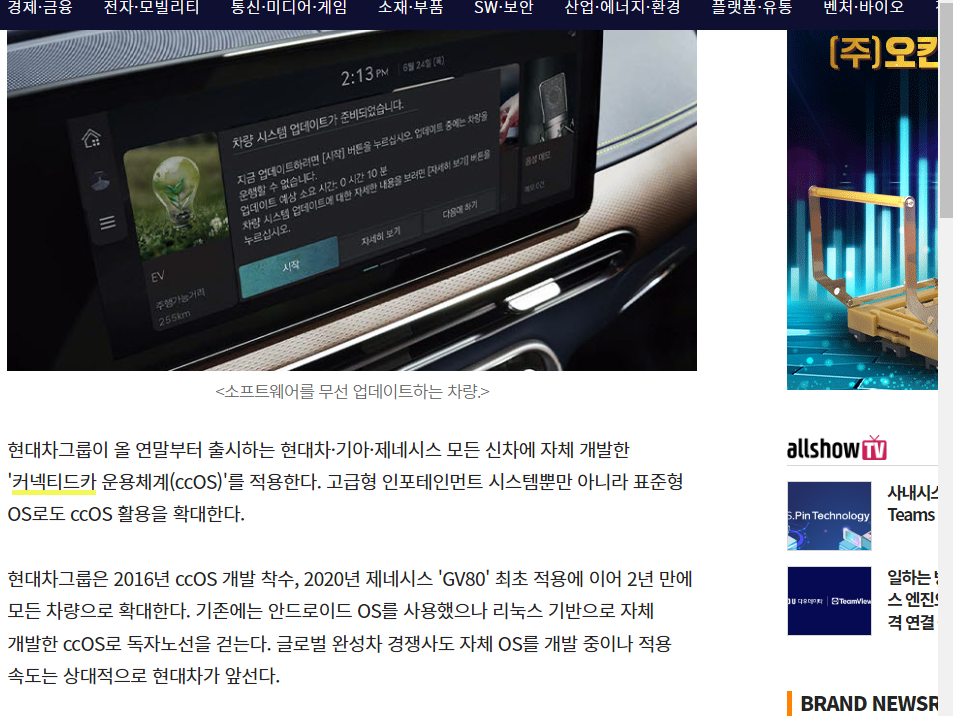 경제·금융 전자·모빌리티 통신·미디어·게임 소재·부품 SW·보안 산업·에너지·환경 플랫폼·유통 벤처·바이오
2:13 PM 6월 24일 (목)
차량 시스템 업데이트가 준비되었습니다.
지금 업데이트하려면 [시작] 버튼을 누르십시오. 업데이트 중에는 차량을
운행할 수 없습니다.
업데이트 예상 소요 시간: 0 시간 10 분
차량 시스템 업데이트에 대한 자세한 내용을 보려면 [자세히 보기] 버튼을
누르십시오.
시작 자세히 보기 다음에 하기
EV
주행가능거리
255km
음성 메모
<소프트웨어를 무선 업데이트하는 차량.>
현대차그룹이 올 연말부터 출시하는 현대차·기아·제네시스 모든 신차에 자체 개발한
'커넥티드카 운용체계(ccOS)'를 적용한다. 고급형 인포테인먼트 시스템뿐만 아니라 표준형
OS로도 ccOS 활용을 확대한다.
현대차그룹은 2016년 ccOS 개발 착수, 2020년 제네시스 'GV80' 최초 적용에 이어 2년 만에
모든 차량으로 확대한다. 기존에는 안드로이드 OS를 사용했으나 리눅스 기반으로 자체
개발한 ccOS로 독자노선을 걷는다. 글로벌 완성차 경쟁사도 자체 OS를 개발 중이나 적용
속도는 상대적으로 현대차가 앞선다.
(주)오킨
allshow TV
S.Pin Technology
사내시스
Teams
다우데이타 TeamView
일하는 방
스 엔진으
격 연결
BRAND NEWSR